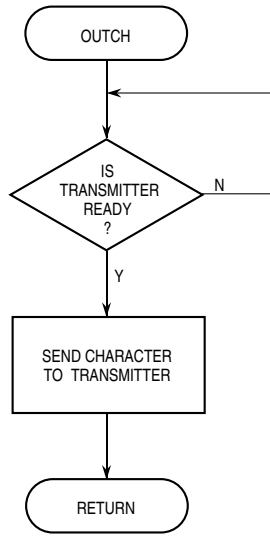 OUTCH
IS
TRANSMITTER
READY
?
N
Y
SEND CHARACTER
TO TRANSMITTER
RETURN